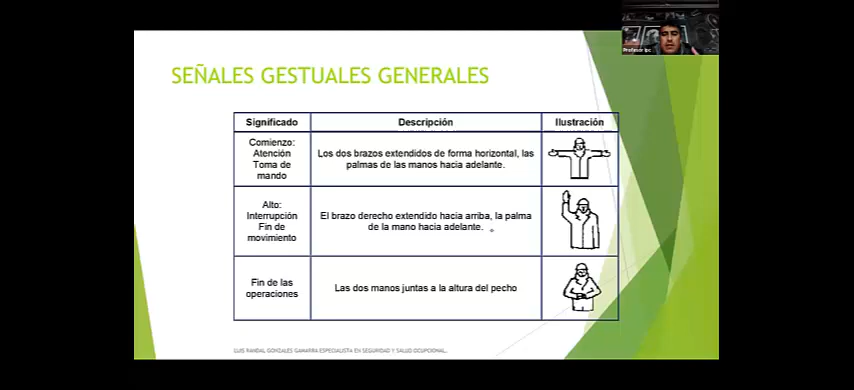 Profesor ipc
SEÑALES GESTUALES GENERALES
Significado Descripción Ilustración
Comienzo:
Atención
Toma de
mando
Los dos brazos extendidos de forma horizontal, las
palmas de las manos hacia adelante.
Alto:
Interrupción
Fin de
movimiento
El brazo derecho extendido hacia arriba, la palma
de la mano hacia adelante.
Fin de las
operaciones
Las dos manos juntas a la altura del pecho
LUIS RANDAL GONZALES GAMARRA ESPECIALISTA EN SEGURIDAD Y SALUD OCUPACIONAL.